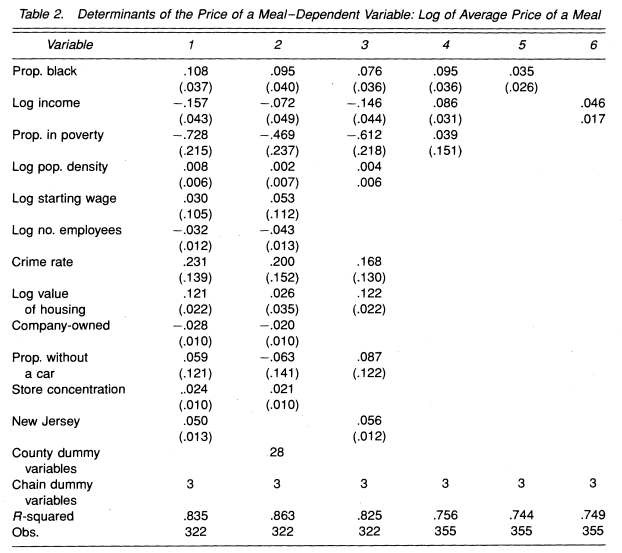 Table 2. Determinants of the Price of a Meal–Dependent Variable: Log of Average Price of a Meal
Variable 1 2 3 4 5 6
Prop. black .108 .095 .076 .095 .035
(.037) (.040) (.036) (.036) (.026)
Log income −.157 −.072 −.146 .086 .046
(.043) (.049) (.044) (.031) .017
Prop. in poverty −.728 −.469 −.612 .039
(.215) (.237) (.218) (.151)
Log pop. density .008 .002 .004
(.006) (.007) .006
Log starting wage .030 .053
(.105) (.112)
Log no. employees −.032 −.043
(.012) (.013)
Crime rate .231 .200 .168
(.139) (.152) (.130)
Log value .121 .026 .122
of housing (.022) (.035) (.022)
Company-owned −.028 −.020
(.010) (.010)
Prop. without .059 −.063 .087
a car (.121) (.141) (.122)
Store concentration ..024 .021
(.010) (.010)
New Jersey .050 .056
(.013) (.012)
County dummy 28
variables
Chain dummy 3 3 3 3 3 3
variables
R-squared .835 .863 .825 .756 .744 .749
Obs. 322 322 322 355 355 355